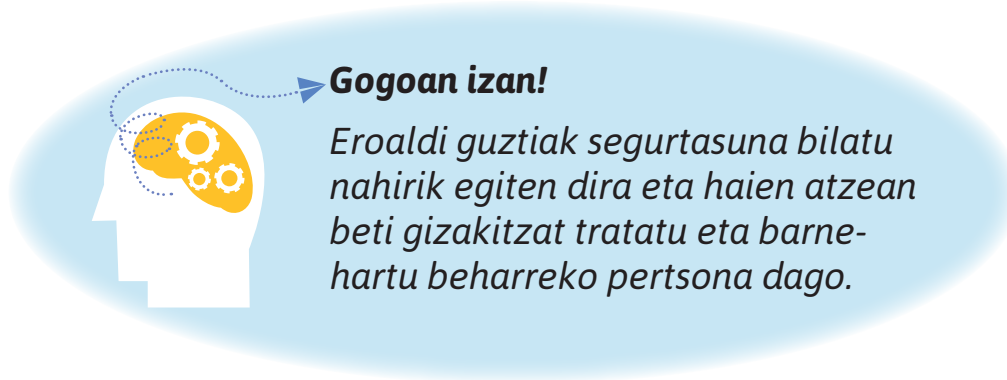 Gogoan izan!
Eroaldi guztiak segurtasuna bilatu
nahirik egiten dira eta haien atzean
beti gizakitzat tratatu eta barne-
hartu beharreko pertsona dago.